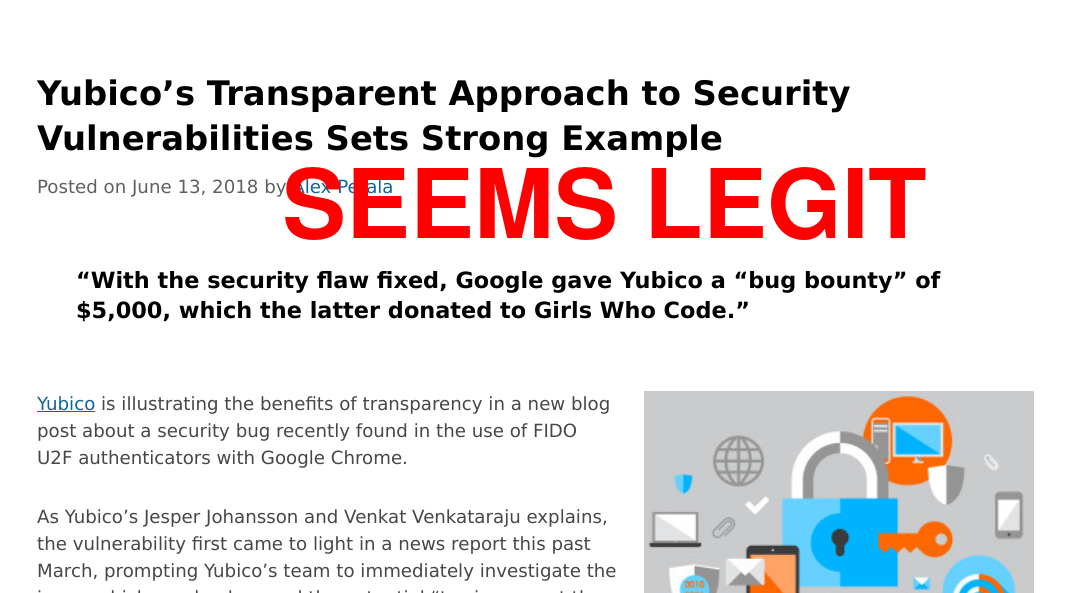 Yubico’s Transparent Approach to Security
Vulnerabilities Sets Strong Example
Posted on June 13, 2018 by Alex Perala
SEEMS LEGIT
“With the security flaw fixed, Google gave Yubico a “bug bounty” of
$5,000, which the latter donated to Girls Who Code.”
Yubico is illustrating the benefits of transparency in a new blog
post about a security bug recently found in the use of FIDO
U2F authenticators with Google Chrome.
As Yubico’s Jesper Johansson and Venkat Venkataraju explains,
the vulnerability first came to light in a news report this past
March, prompting Yubico’s team to immediately investigate the